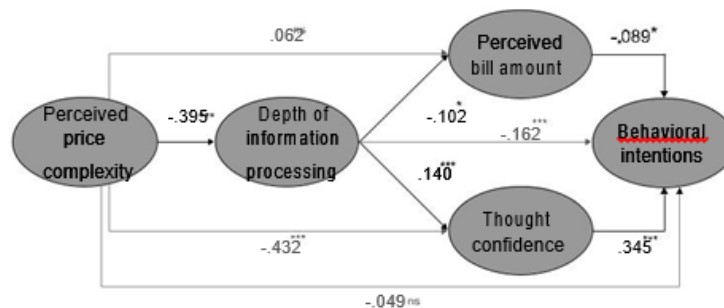 .062***
Perceived
bill amount
-.089*
Perceived
price
complexity
-.395***
Depth of
information
processing
-.102*
-.162***
.140***
Behavioral
intentions
Thought
confidence
-.432***
.345***
-.049 ns